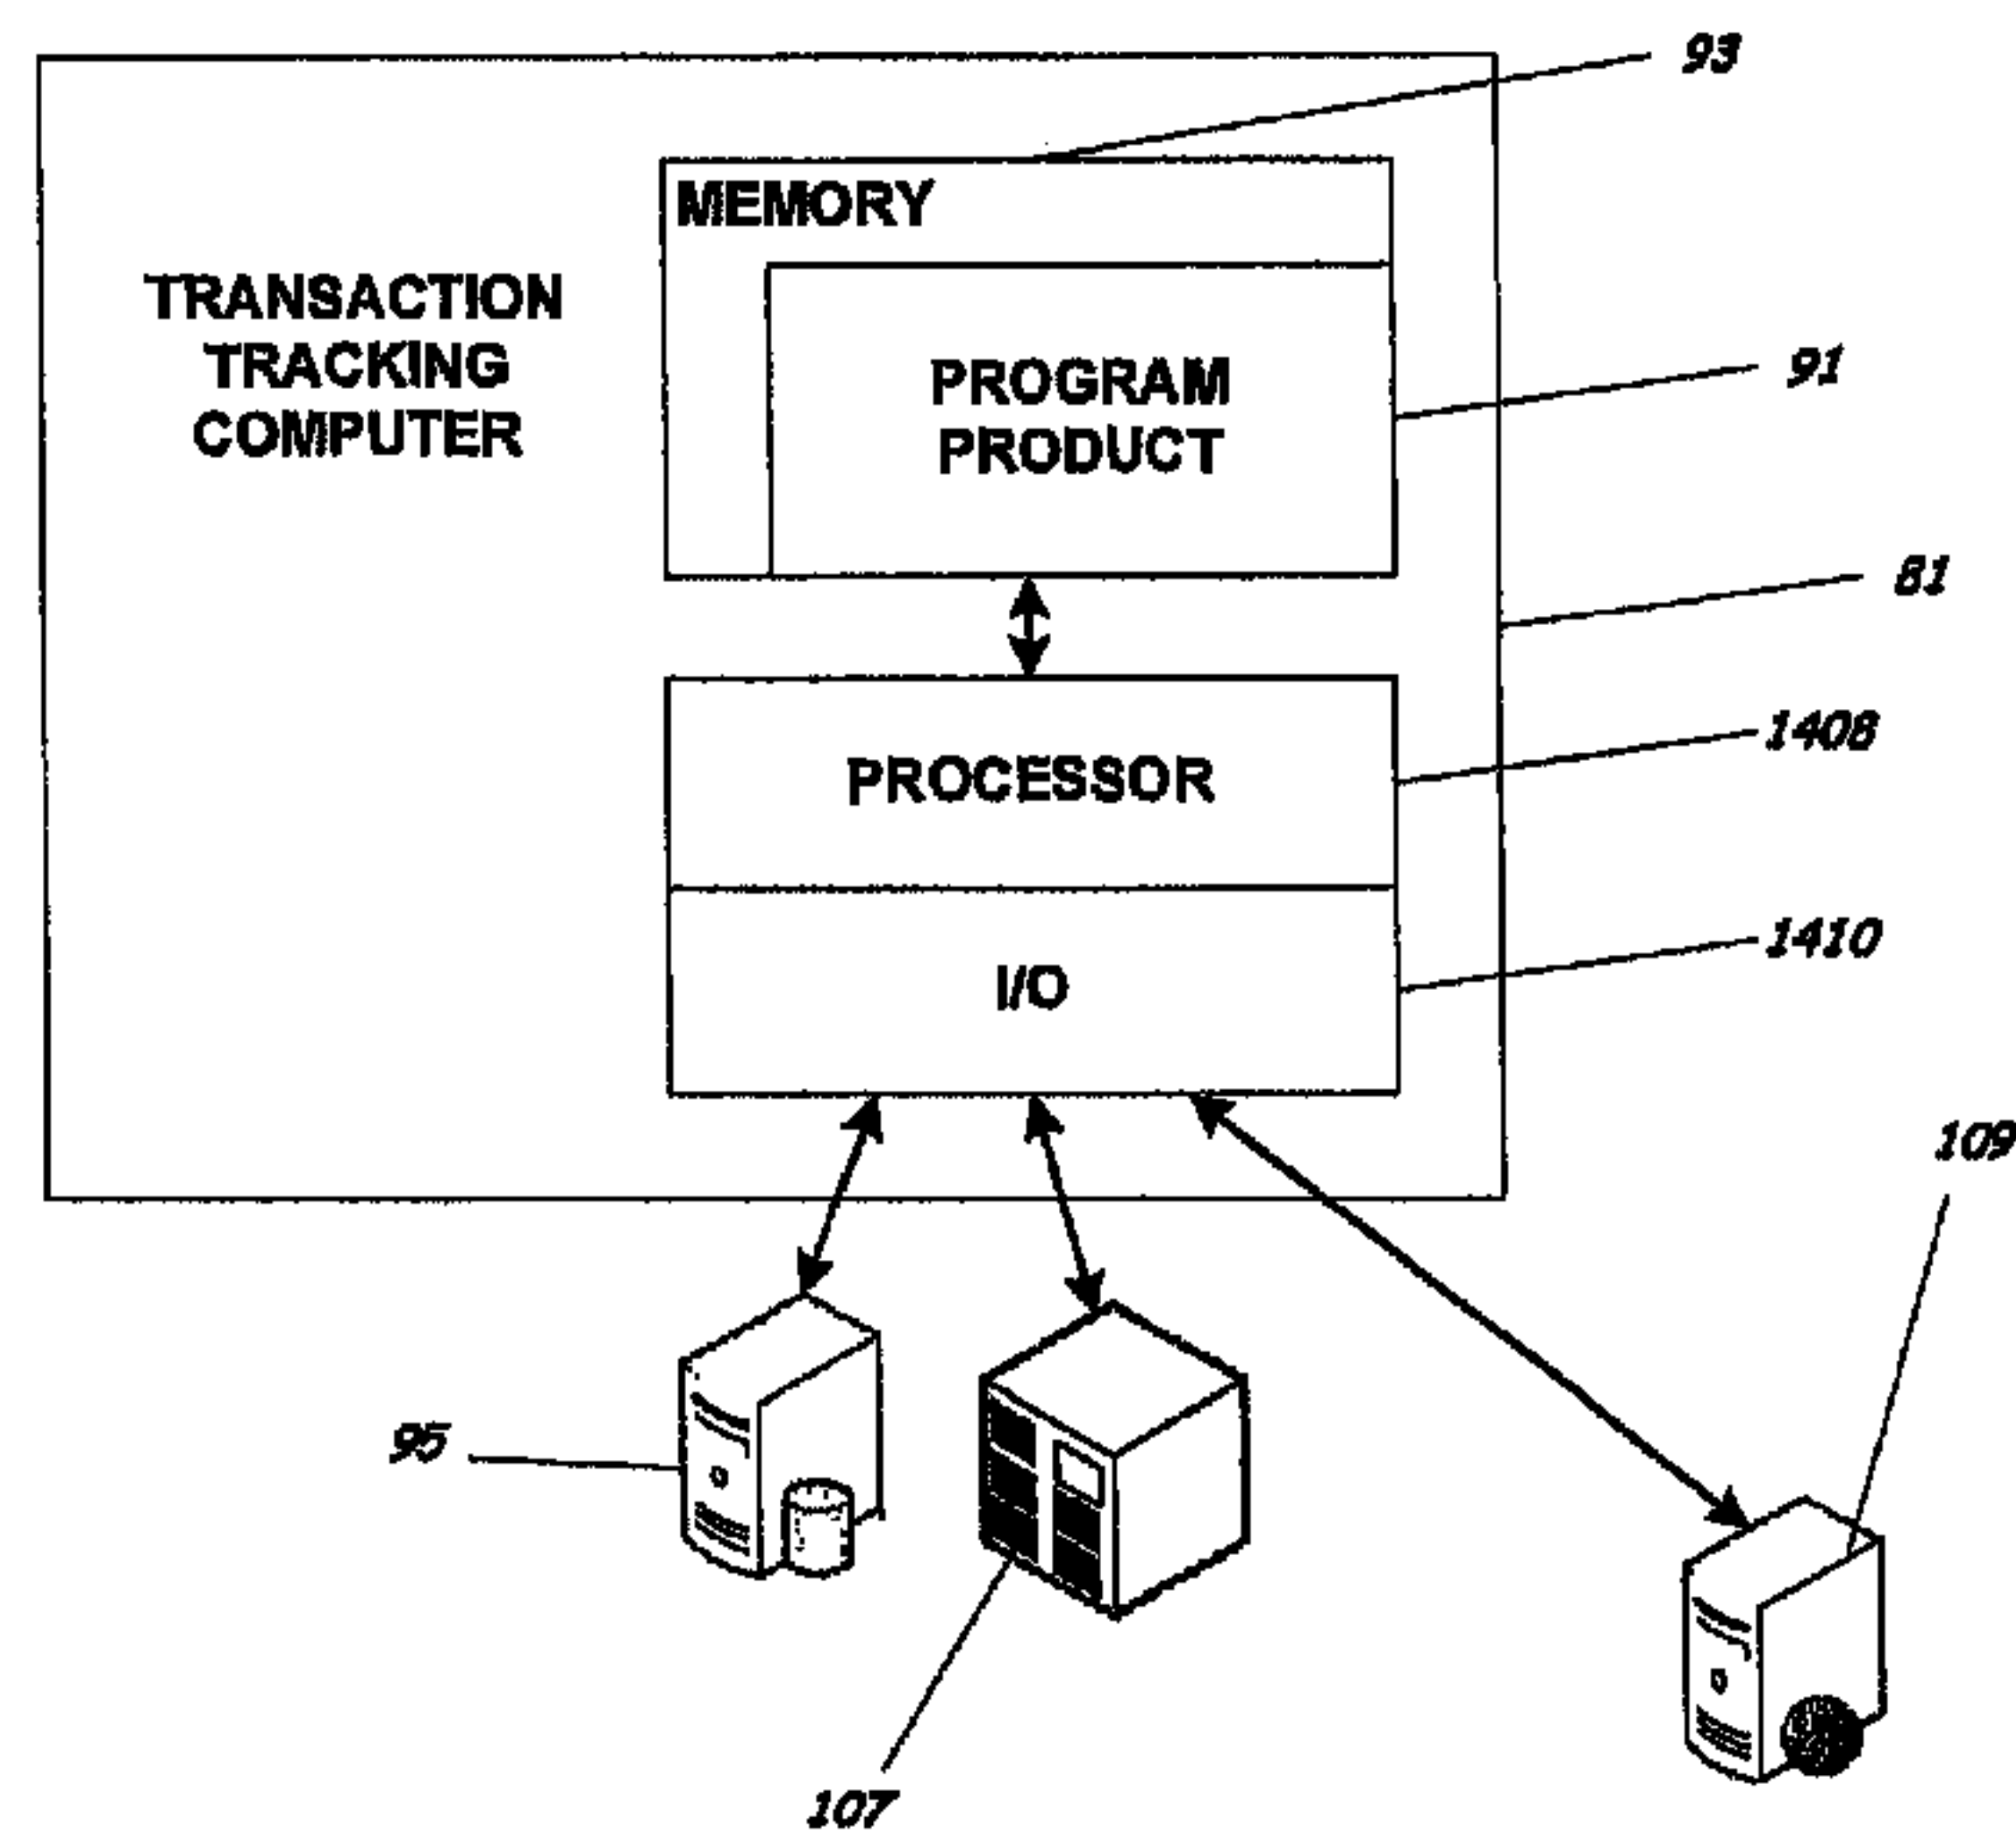 93
MEMORY
TRANSACTION
TRACKING
COMPUTER
PROGRAM
PRODUCT
91
81
PROCESSOR
1408
I/O
1410
109
95
107